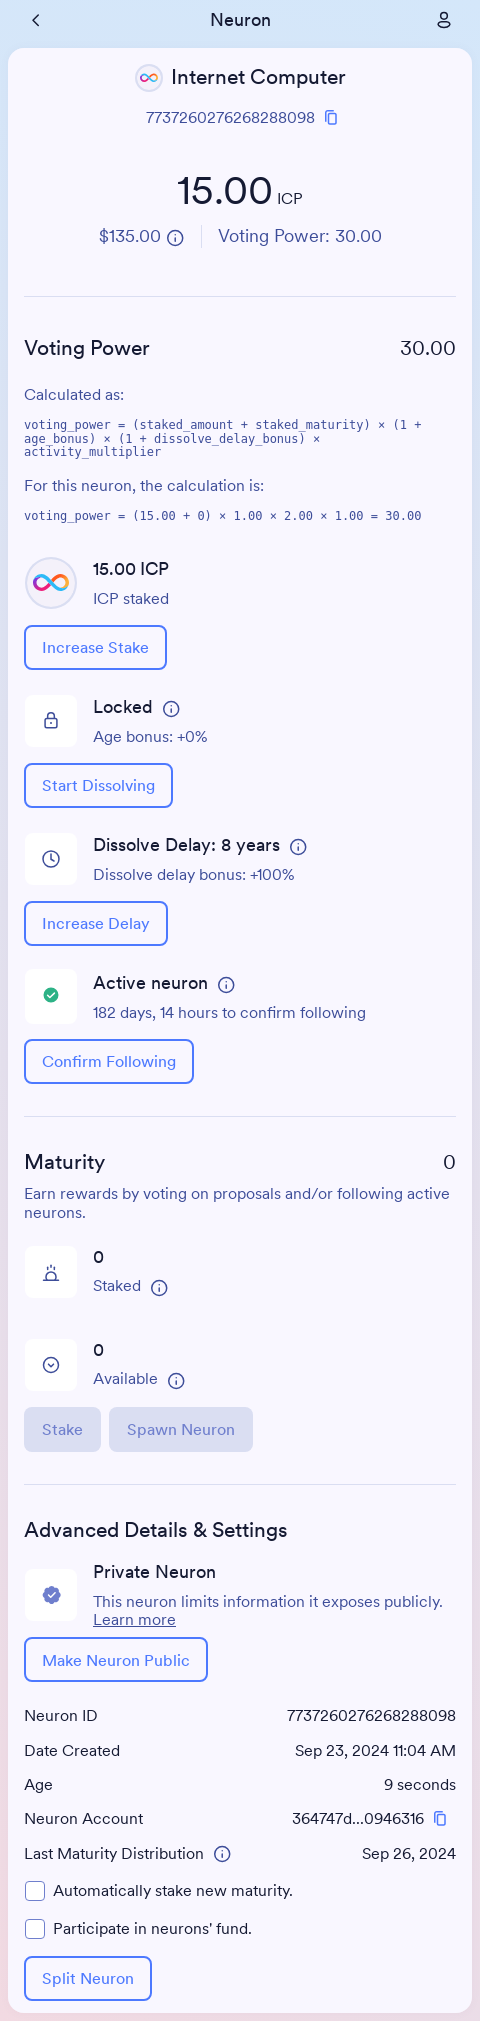 Neuron
Internet Computer
7737260276268288098
15.00 ICP
$135.00
Voting Power: 30.00
Voting Power
30.00
Calculated as:
voting_power = (staked_amount + staked_maturity) × (1 +
age_bonus) × (1 + dissolve_delay_bonus) ×
activity_multiplier
For this neuron, the calculation is:
voting_power = (15.00 + 0) × 1.00 × 2.00 × 1.00 = 30.00
15.00 ICP
ICP staked
Increase Stake
Locked
Age bonus: +0%
Start Dissolving
Dissolve Delay: 8 years
Dissolve delay bonus: +100%
Increase Delay
Active neuron
182 days, 14 hours to confirm following
Confirm Following
Maturity
0
Earn rewards by voting on proposals and/or following active
neurons.
0
Staked
0
Available
Stake
Spawn Neuron
Advanced Details & Settings
Private Neuron
This neuron limits information it exposes publicly.
Learn more
Make Neuron Public
Neuron ID
7737260276268288098
Date Created
Sep 23, 2024 11:04 AM
Age
9 seconds
Neuron Account
364747d...0946316
Last Maturity Distribution
Sep 26, 2024
Automatically stake new maturity.
Participate in neurons' fund.
Split Neuron